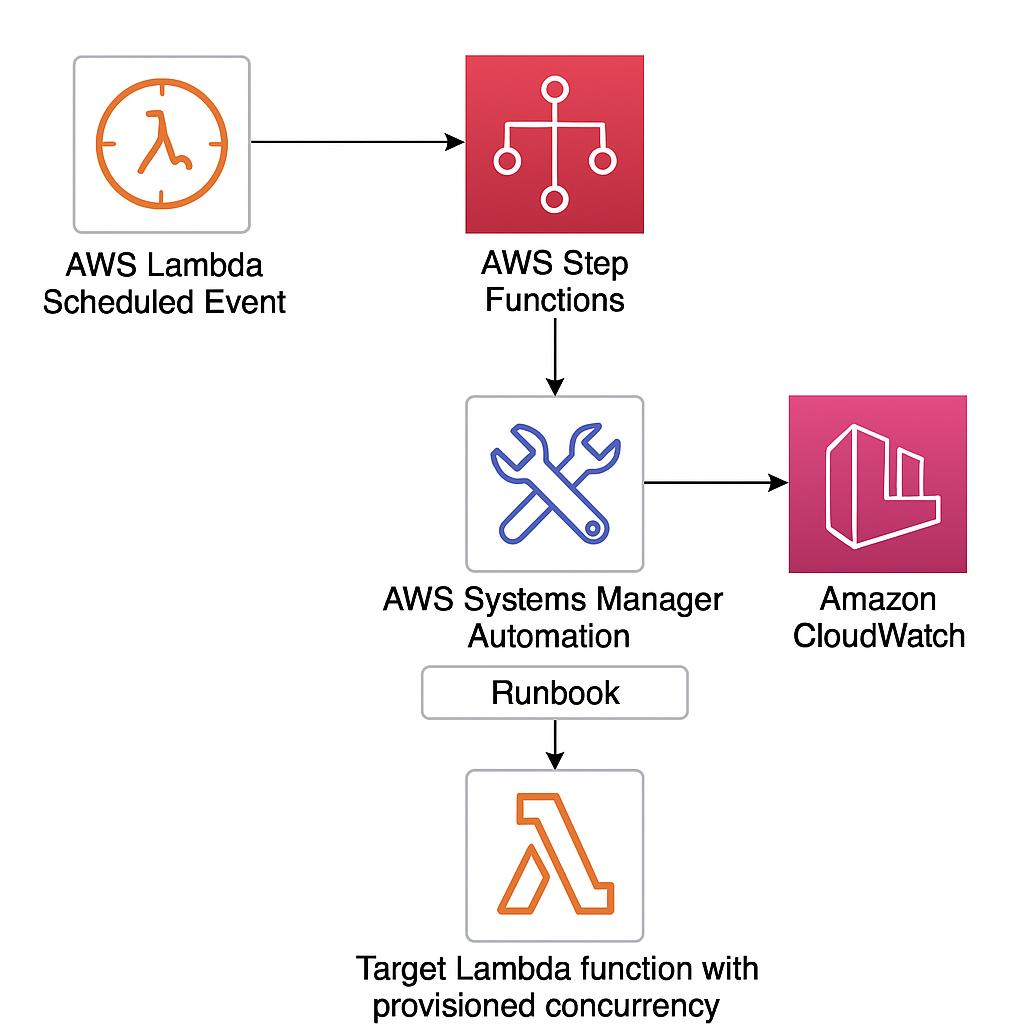 AWS Lambda
Scheduled Event
AWS Step
Functions
AWS Systems Manager
Automation
Amazon
CloudWatch
Runbook
Target Lambda function with
provisioned concurrency